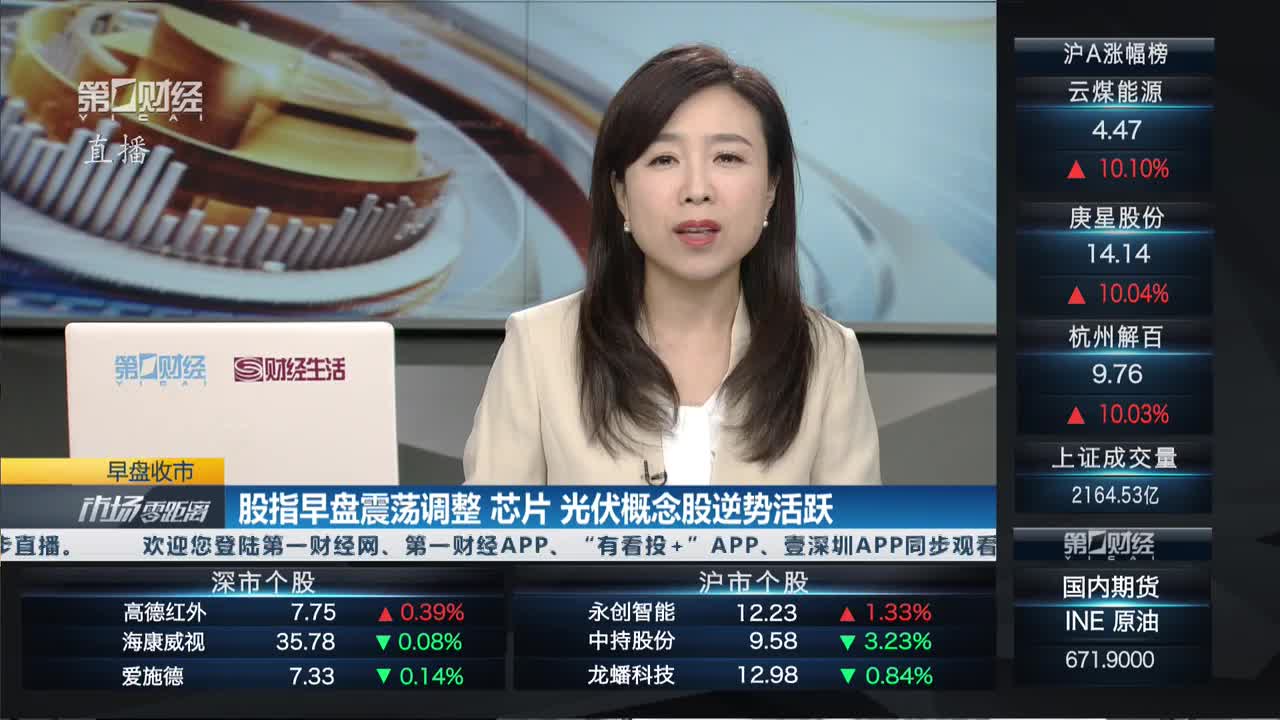 第一财经
YICAI
直播
第一财经
YICAI
财经生活
早盘收市
市场零距离
股指早盘震荡调整 芯片 光伏概念股逆势活跃
步直播。 欢迎您登陆第一财经网、第一财经APP、“有看投+”APP、壹深圳APP同步观看
深市个股
高德红外 7.75 ▲ 0.39%
海康威视 35.78 ▼ 0.08%
爱施德 7.33 ▼ 0.14%
沪市个股
永创智能 12.23 ▲ 1.33%
中持股份 9.58 ▼ 3.23%
龙蟠科技 12.98 ▼ 0.84%
沪A涨幅榜
云煤能源
4.47
▲ 10.10%
庚星股份
14.14
▲ 10.04%
杭州解百
9.76
▲ 10.03%
上证成交量
2164.53亿
第一财经
国内期货
INE 原油
671.9000